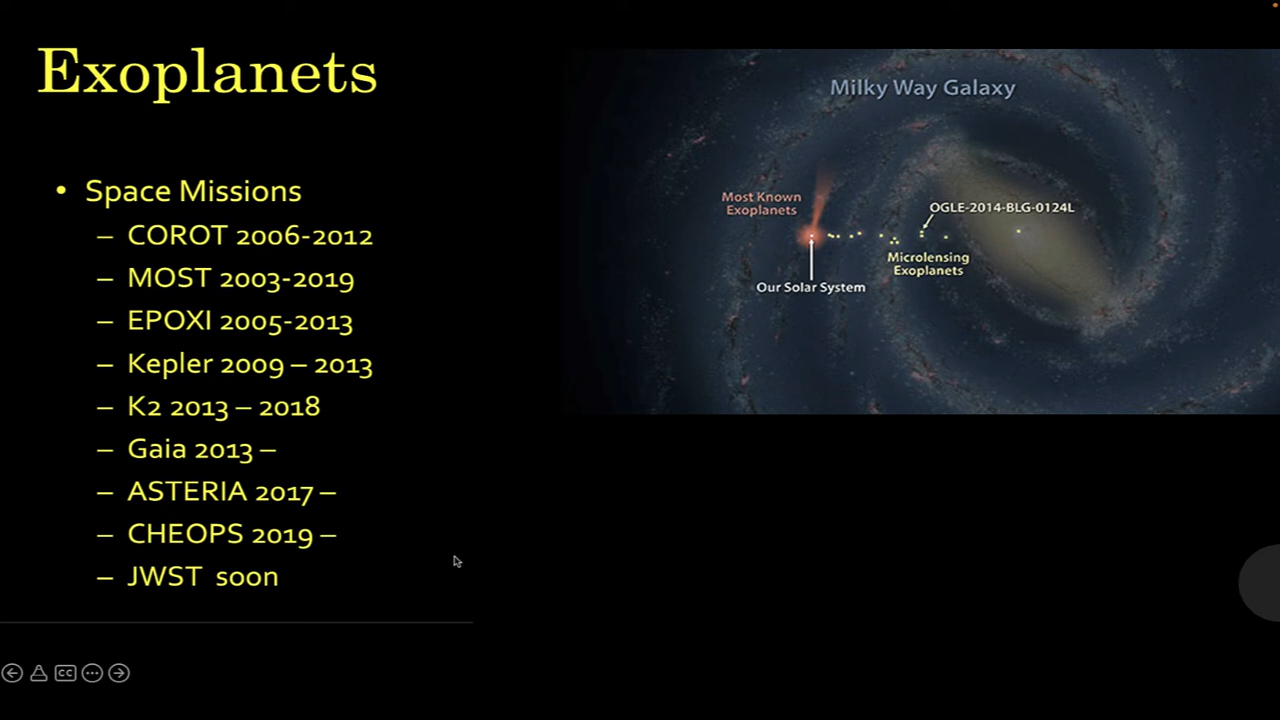 Exoplanets
• Space Missions
– COROT 2006-2012
– MOST 2003-2019
– EPOXI 2005-2013
– Kepler 2009 – 2013
– K2 2013 – 2018
– Gaia 2013 –
– ASTERIA 2017 –
– CHEOPS 2019 –
– JWST soon
Milky Way Galaxy
Most Known
Exoplanets
OGLE-2014-BLG-0124L
Microlensing
Exoplanets
Our Solar System
CC